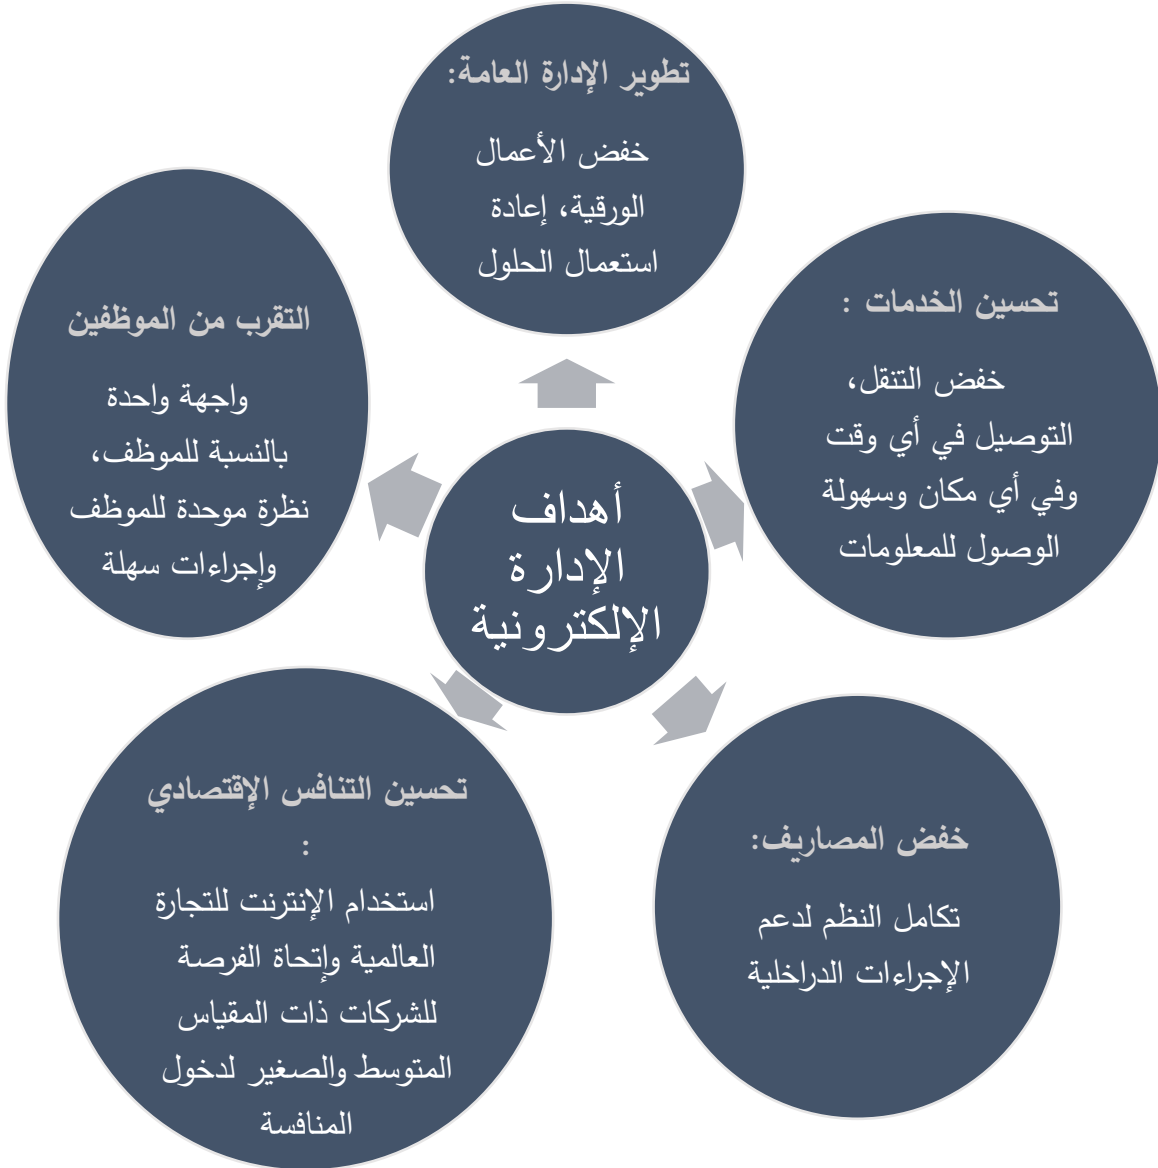 تطوير الإدارة العامة:
خفض الأعمال
الورقية، إعادة
استعمال الحلول
تحسين الخدمات :
خفض التنقل،
التوصيل في أي وقت
وفي أي مكان وسهولة
الوصول للمعلومات
خفض المصاريف:
تكامل النظم لدعم
الإجراءات الدراخلية
تحسين التنافس الإقتصادي
:
استخدام الإنترنت للتجارة
العالمية وإتحاة الفرصة
للشركات ذات المقياس
المتوسط والصغير لدخول
المنافسة
التقرب من الموظفين
واجهة واحدة
بالنسبة للموظف،
نظرة موحدة للموظف
وإجراءات سهلة
أهداف
الإدارة
الإلكترونية